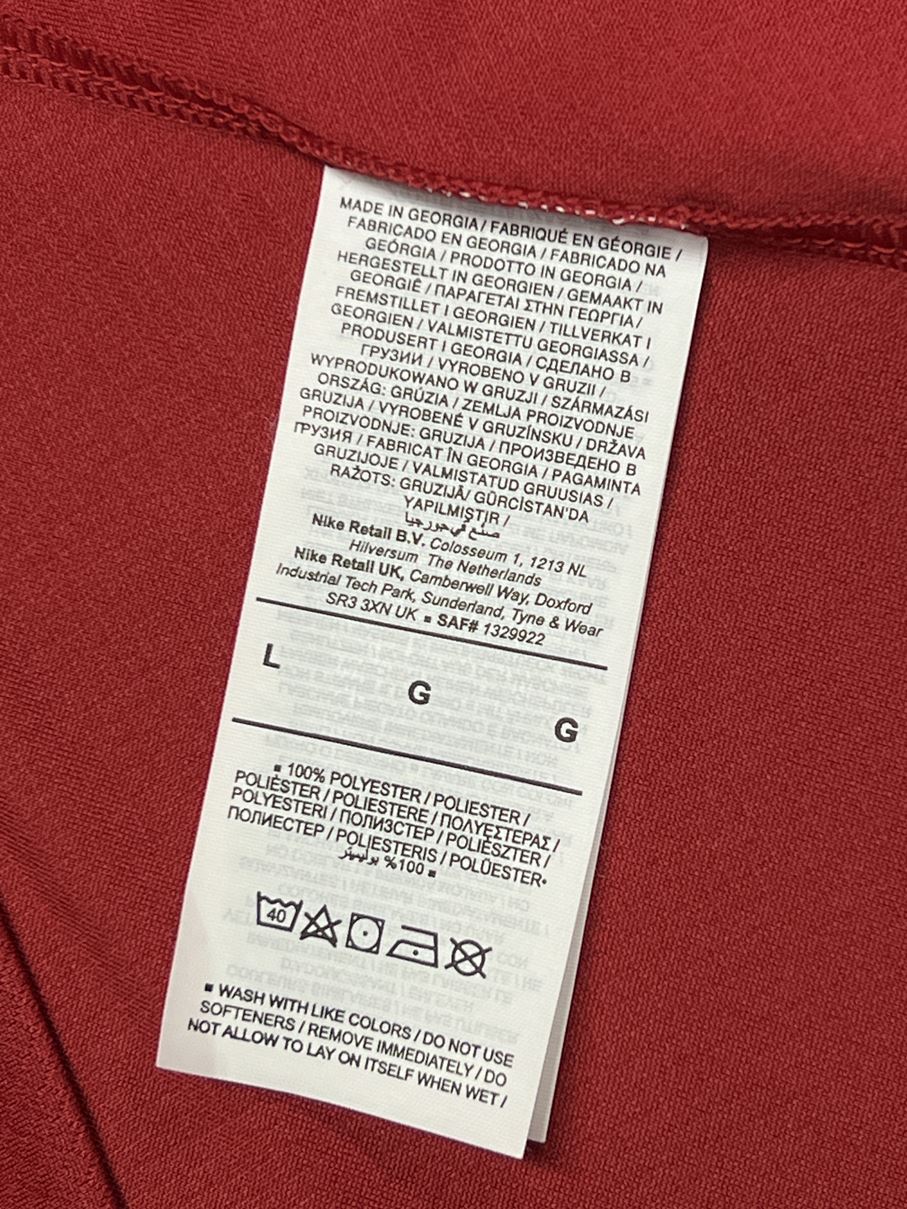 MADE IN GEORGIA / FABRIQUÉ EN GÉORGIE /
FABRICADO EN GEORGIA / FABRICADO NA
GEÓRGIA / PRODOTTO IN GEORGIA /
HERGESTELLT IN GEORGIEN / GEMAAKT IN
GEORGIË / ΠΑΡΑΓΕΤΑΙ ΣΤΗΝ ΓΕΩΡΓΙΑ /
FREMSTILLET I GEORGIEN / TILLVERKAT I
GEORGIEN / VALMISTETTU GEORGIASSA /
PRODUSERT I GEORGIA / СДЕЛАНО В
ГРУЗИИ / VYROBENO V GRUZII /
WYPRODUKOWANO W GRUZJI / SZÁRMAZÁSI
ORSZÁG: GRÚZIA / ZEMLJA PROIZVODNJE
GRUZIJA / VYROBENÉ V GRUZÍNSKU / DRŽAVA
PROIZVODNJE: GRUZIJA / ПРОИЗВЕДЕНО В
ГРУЗИЯ / FABRICAT ÎN GEORGIA / PAGAMINTA
GRUZIJOJE / VALMISTATUD GRUUSIAS /
RAŽOTS: GRUZIJĀ/ GÜRCİSTAN'DA
YAPILMIŞTIR /
صنع في جورجيا
Nike Retail B.V. Colosseum 1, 1213 NL
Hilversum The Netherlands
Nike Retail UK, Camberwell Way, Doxford
Industrial Tech Park, Sunderland, Tyne & Wear
SR3 3XN UK ▪ SAF# 1329922
L G G
▪ 100% POLYESTER / POLIESTER /
POLIÉSTER / POLIESTERE / ΠΟΛΥΕΣΤΕΡΑΣ /
POLYESTERI / ПОЛИЭСТЕР / POLIÉSZTER /
ПОЛИЕСТЕР / POLIESTERIS / POLÜESTER▪
100% بوليستر ▪
40
▪ WASH WITH LIKE COLORS / DO NOT USE
SOFTENERS / REMOVE IMMEDIATELY / DO
NOT ALLOW TO LAY ON ITSELF WHEN WET /